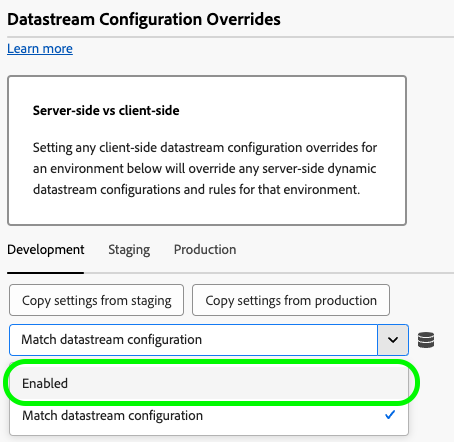 Datastream Configuration Overrides
Learn more
Server-side vs client-side
Setting any client-side datastream configuration overrides for
an environment below will override any server-side dynamic
datastream configurations and rules for that environment.
Development Staging Production
Copy settings from staging Copy settings from production
Match datastream configuration
Enabled
Match datastream configuration